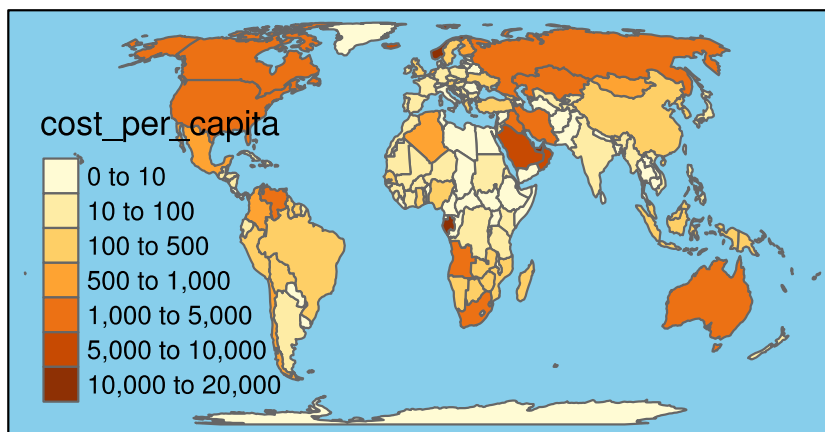 cost_per_capita
0 to 10
10 to 100
100 to 500
500 to 1,000
1,000 to 5,000
5,000 to 10,000
10,000 to 20,000